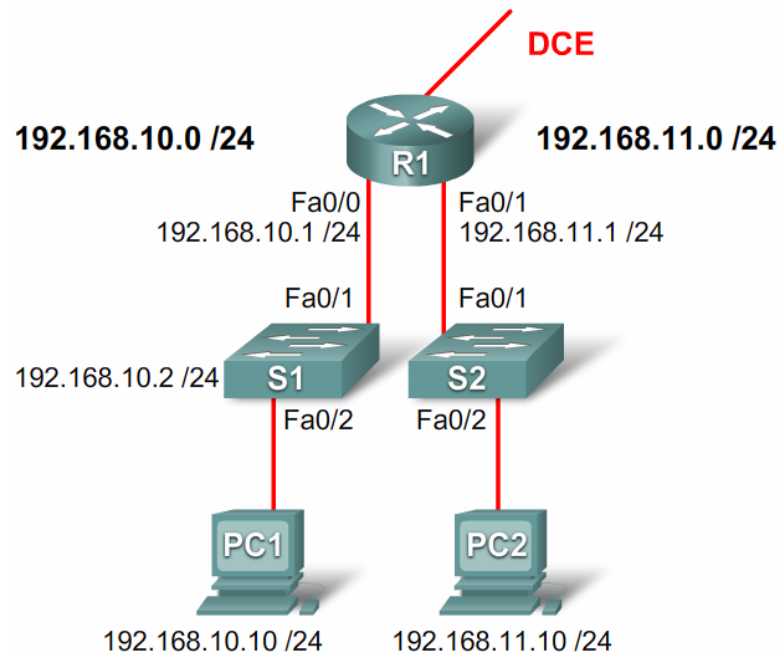 DCE
192.168.10.0 /24
192.168.11.0 /24
R1
Fa0/0
Fa0/1
192.168.10.1 /24
192.168.11.1 /24
Fa0/1
Fa0/1
192.168.10.2 /24
S1
S2
Fa0/2
Fa0/2
PC1
PC2
192.168.10.10 /24
192.168.11.10 /24